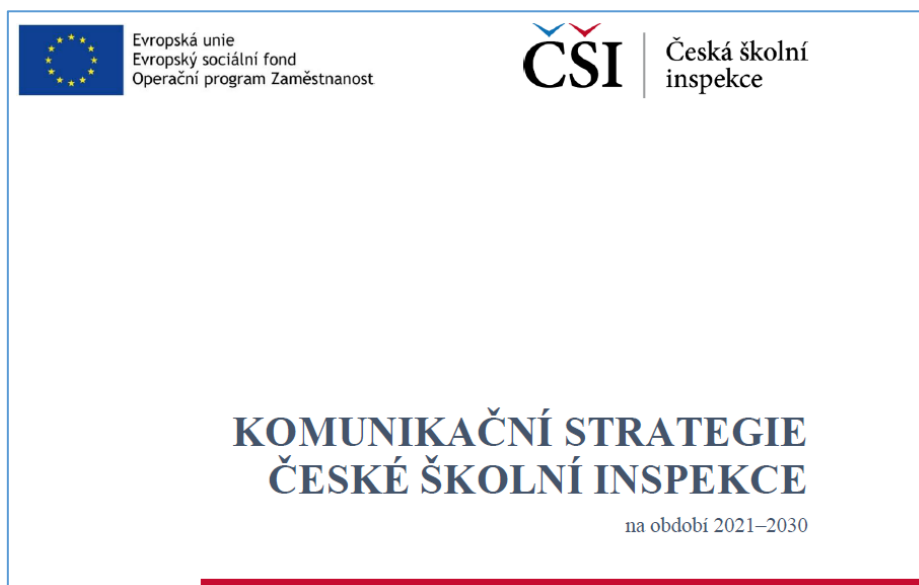 Evropská unie
Evropský sociální fond
Operační program Zaměstnanost
ČŠI
Česká školní
inspekce
KOMUNIKAČNÍ STRATEGIE
ČESKÉ ŠKOLNÍ INSPEKCE
na období 2021–2030